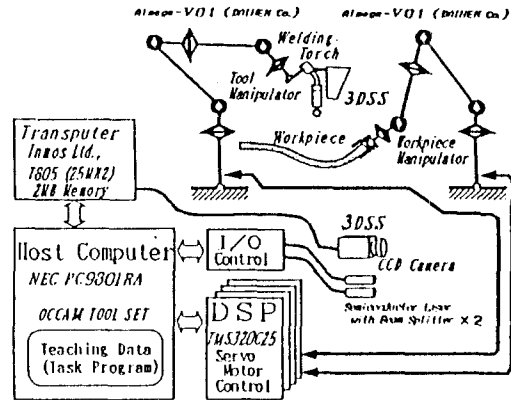 Almega-V01 (DAIHEN Co.)
Almega-V01 (DAIHEN Co.)
Welding
Torch
Tool
Manipulator
3.D.S.S
Workpiece
Workpiece
Manipulator
Transputer
Inmos Ltd.,
T805 (25MHZ)
2MB Memory
3.D.S.S
CCD Camera
Host Computer
NEC PC9801RA
OCCAM TOOL SET
Teaching Data
(Task Program)
I/O
Control
Semiconductor Laser
with Beam Splitter X 2
DSP
TMS320C25
Servo
Motor
Control